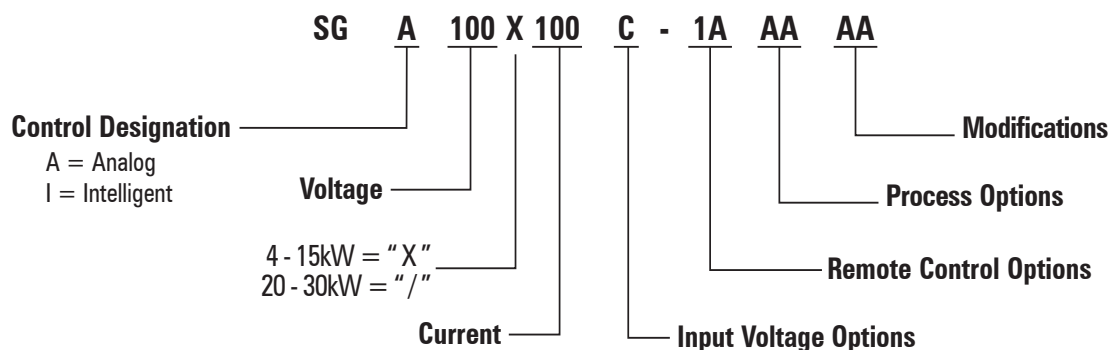 SG A 100 X 100 C - 1A AA AA
Control Designation
A = Analog
I = Intelligent
Modifications
Voltage
Process Options
4 - 15kW = "X"
20 - 30kW = "/"
Remote Control Options
Current
Input Voltage Options